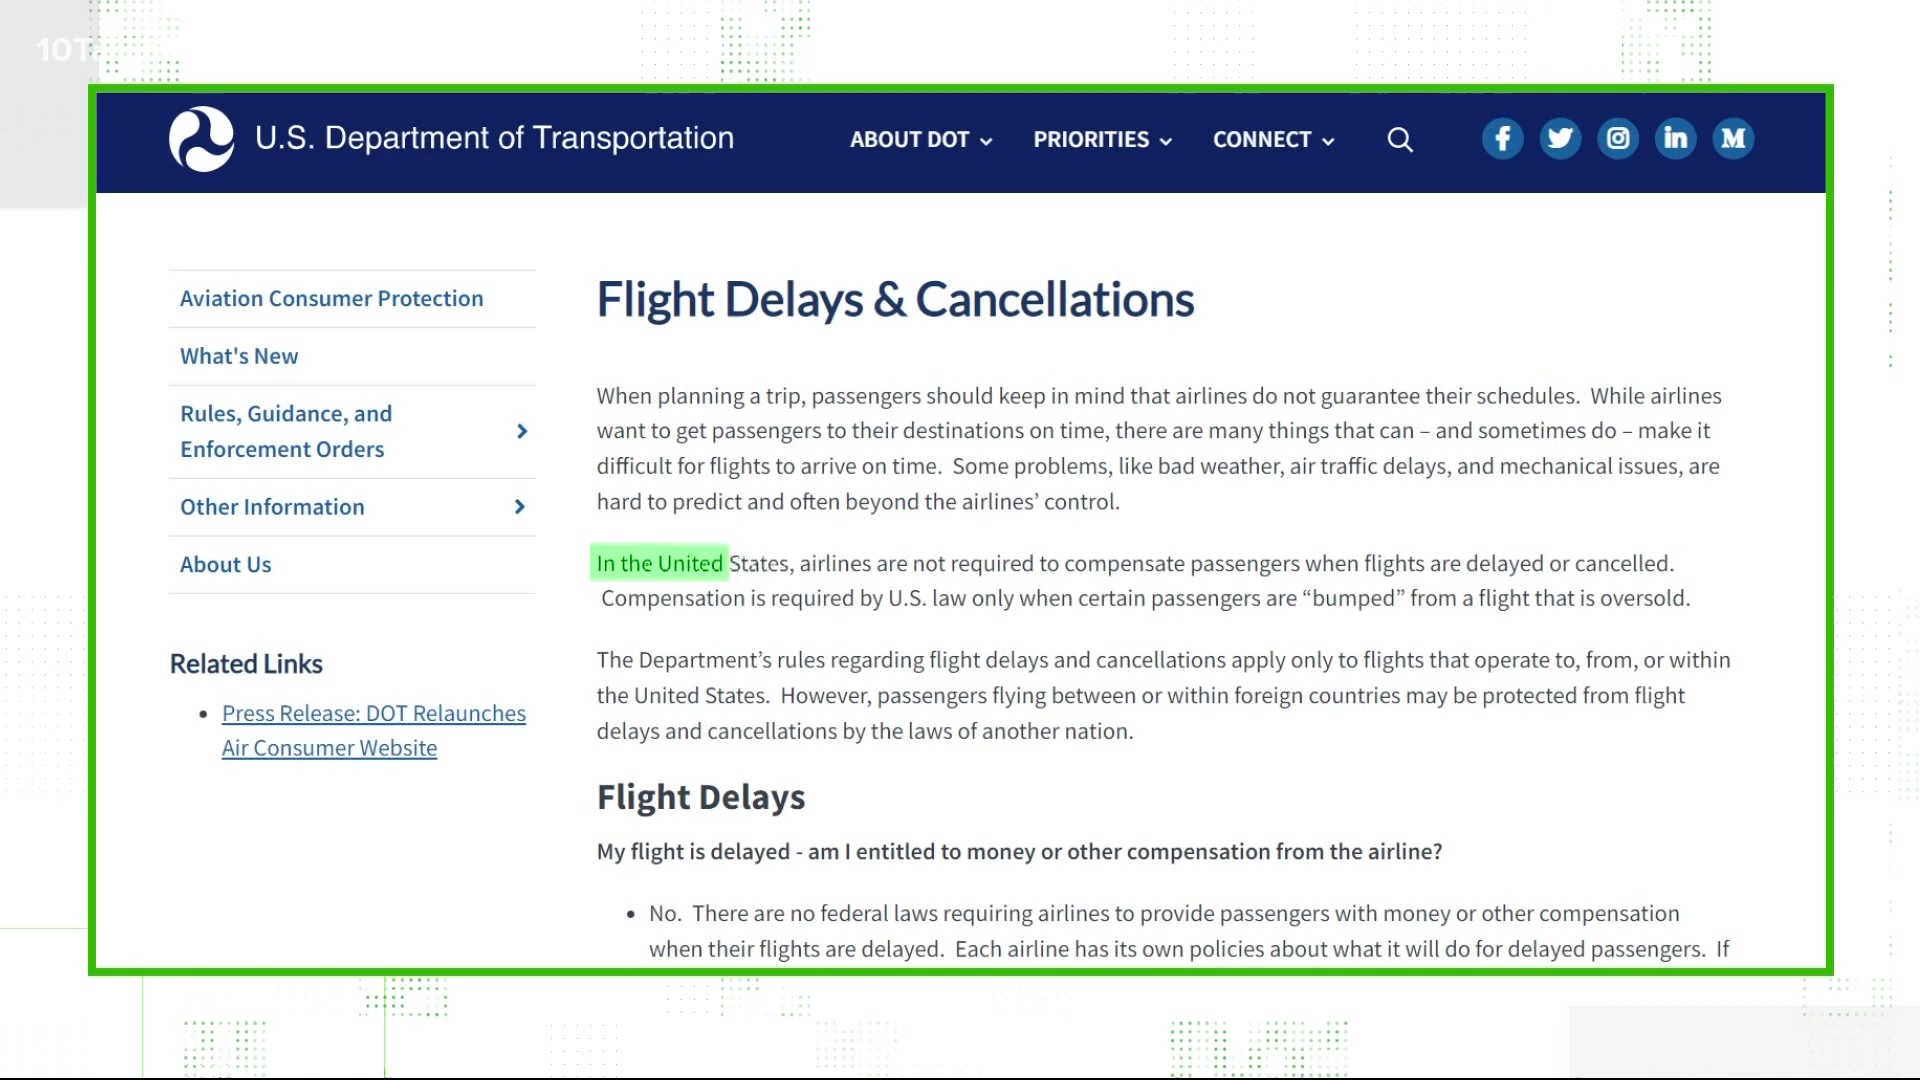 10T
U.S. Department of Transportation
ABOUT DOT
PRIORITIES
CONNECT
Aviation Consumer Protection
What's New
Rules, Guidance, and
Enforcement Orders
Other Information
About Us
Related Links
• Press Release: DOT Relaunches
Air Consumer Website
Flight Delays & Cancellations
When planning a trip, passengers should keep in mind that airlines do not guarantee their schedules.  While airlines
want to get passengers to their destinations on time, there are many things that can – and sometimes do – make it
difficult for flights to arrive on time.  Some problems, like bad weather, air traffic delays, and mechanical issues, are
hard to predict and often beyond the airlines’ control.
In the United States, airlines are not required to compensate passengers when flights are delayed or cancelled.
Compensation is required by U.S. law only when certain passengers are “bumped” from a flight that is oversold.
The Department’s rules regarding flight delays and cancellations apply only to flights that operate to, from, or within
the United States.  However, passengers flying between or within foreign countries may be protected from flight
delays and cancellations by the laws of another nation.
Flight Delays
My flight is delayed - am I entitled to money or other compensation from the airline?
• No.  There are no federal laws requiring airlines to provide passengers with money or other compensation
when their flights are delayed.  Each airline has its own policies about what it will do for delayed passengers.  If